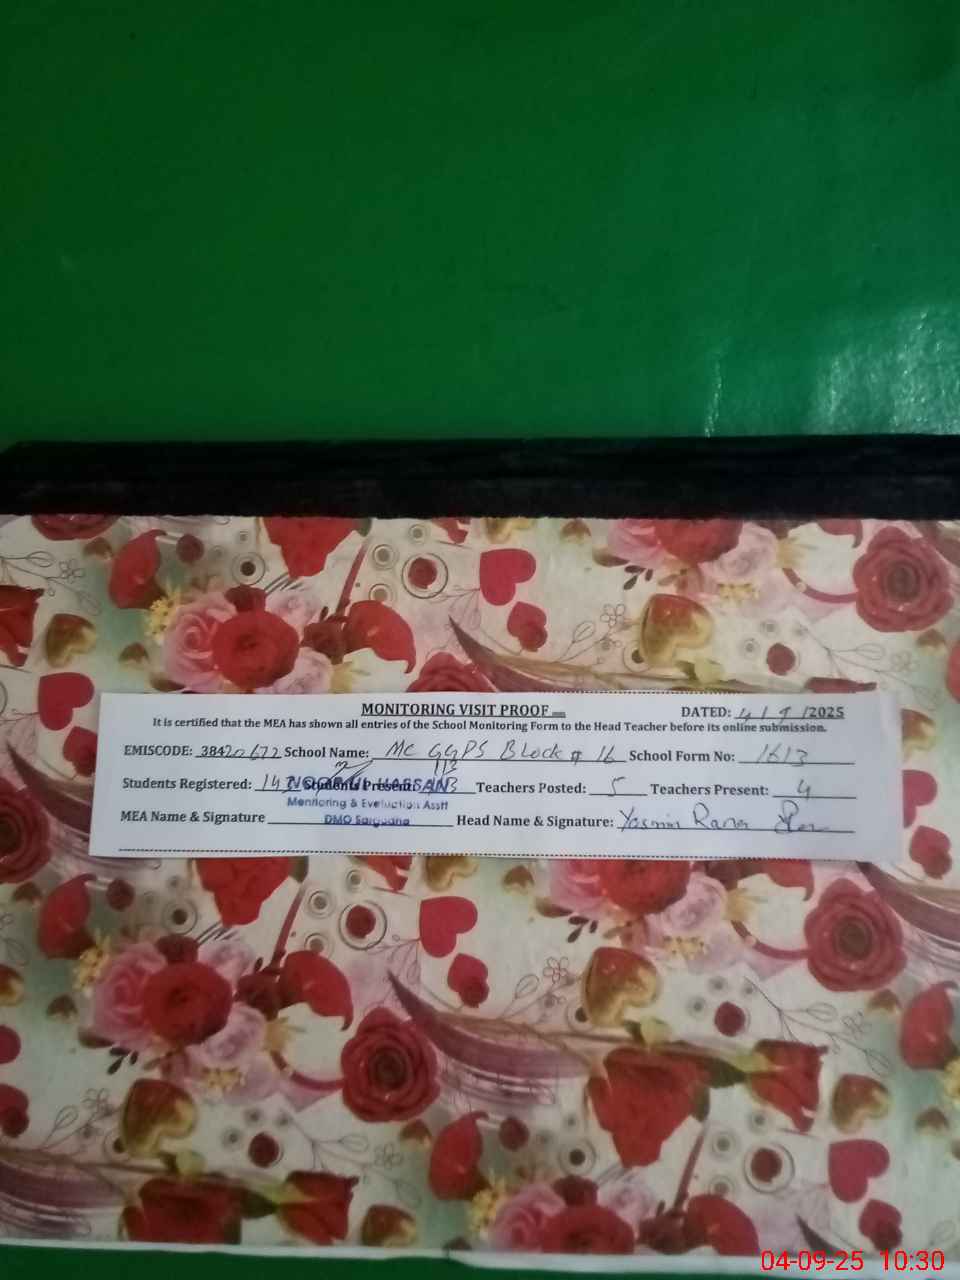 MONITORING VISIT PROOF
DATED: 4 / 9 /2025
It is certified that the MEA has shown all entries of the School Monitoring Form to the Head Teacher before its online submission.
EMISCODE: 38420672 School Name: MC GGPS Block # 16 School Form No: 1613
113
Students Registered: Students Present: 113 Teachers Posted: 5 Teachers Present: 4
NOOR UL HASSAN
Monitoring & Evaluation Asstt
DMO Sargodha
MEA Name & Signature Head Name & Signature: Yasmin Rana
04-09-25 10:30